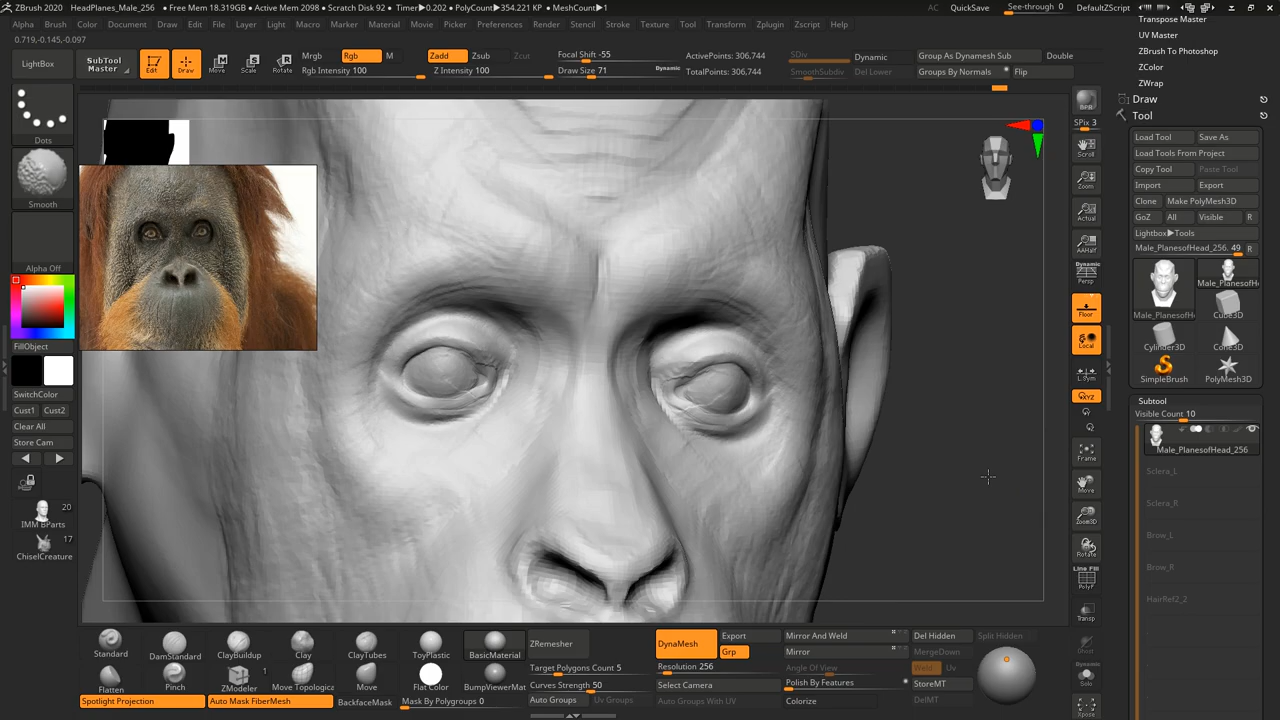 ZBrush 2020 HeadPlanes_Male_256 • Free Mem 18.319GB • Active Mem 2098 • Scratch Disk 92 • Timer▶0.202 • PolyCount▶354.221 KP • MeshCount▶1 AC QuickSave See-through 0 DefaultZScript
Alpha Brush Color Document Draw Edit File Layer Light Macro Marker Material Movie Picker Preferences Render Stencil Stroke Texture Tool Transform Zplugin Zscript Help
0.719,-0.145,-0.097
LightBox
SubTool Master
Edit Draw Move Scale Rotate
Mrgb Rgb M
Rgb Intensity 100
Zadd Zsub Zcut
Z Intensity 100
Focal Shift -55
Draw Size 71
Dynamic
ActivePoints: 306,744
TotalPoints: 306,744
SDiv
SmoothSubdiv
Dynamic
Del Lower
Group As Dynamesh Sub
Groups By Normals
Double
Flip
Dots
Smooth
Alpha Off
FillObject
SwitchColor
Cust1 Cust2
Clear All
Store Cam
20
IMM BParts
17
ChiselCreature
BPR
SPix 3
Scroll
Zoom
Actual
AAHalf
Dynamic
Persp
Floor
Local
L.Sym
XYZ
Frame
Move
Zoom3D
Rotate
Line Fill
PolyF
Transp
Ghost
Dynamic
Solo
Xpose
Transpose Master
UV Master
ZBrush To Photoshop
ZColor
ZWrap
Draw
Tool
Load Tool Save As
Load Tools From Project
Copy Tool Paste Tool
Import Export
Clone Make PolyMesh3D
GoZ All Visible R
Lightbox▶Tools
Male_PlanesofHead_256. 49 R
Male_PlanesofH Male_PlanesofH
Cube3D
Cylinder3D Cone3D
SimpleBrush PolyMesh3D
Subtool
Visible Count 10
Male_PlanesofHead_256
Sclera_L
Sclera_R
Brow_L
Brow_R
HairRef2_2
Standard DamStandard ClayBuildup Clay ClayTubes ToyPlastic BasicMaterial
Flatten Pinch ZModeler 1 Move Topologica Move Flat Color BumpViewerMat
Spotlight Projection Auto Mask FiberMesh BackfaceMask Mask By Polygroups 0
ZRemesher
Target Polygons Count 5
Curves Strength 50
Auto Groups Uv Groups
DynaMesh
Export
Grp
Resolution 256
Select Camera
Auto Groups With UV
Mirror And Weld
Mirror
Angle Of View
Polish By Features
Colorize
Del Hidden Split Hidden
MergeDown
Weld Uv
StoreMT
DelMT